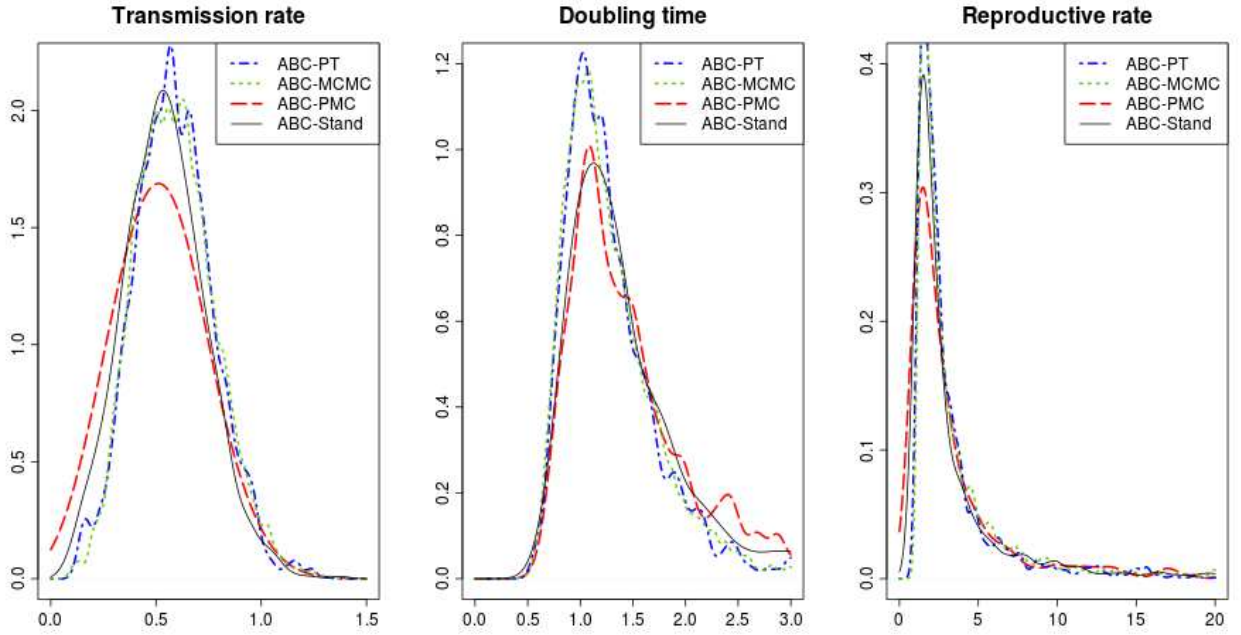 Transmission rate
ABC-PT
ABC-MCMC
ABC-PMC
ABC-Stand
2.0
1.5
1.0
0.5
0.0
0.0 0.5 1.0 1.5
Doubling time
ABC-PT
ABC-MCMC
ABC-PMC
ABC-Stand
1.2
1.0
0.8
0.6
0.4
0.2
0.0
0.0 0.5 1.0 1.5 2.0 2.5 3.0
Reproductive rate
ABC-PT
ABC-MCMC
ABC-PMC
ABC-Stand
0.4
0.3
0.2
0.1
0.0
0 5 10 15 20